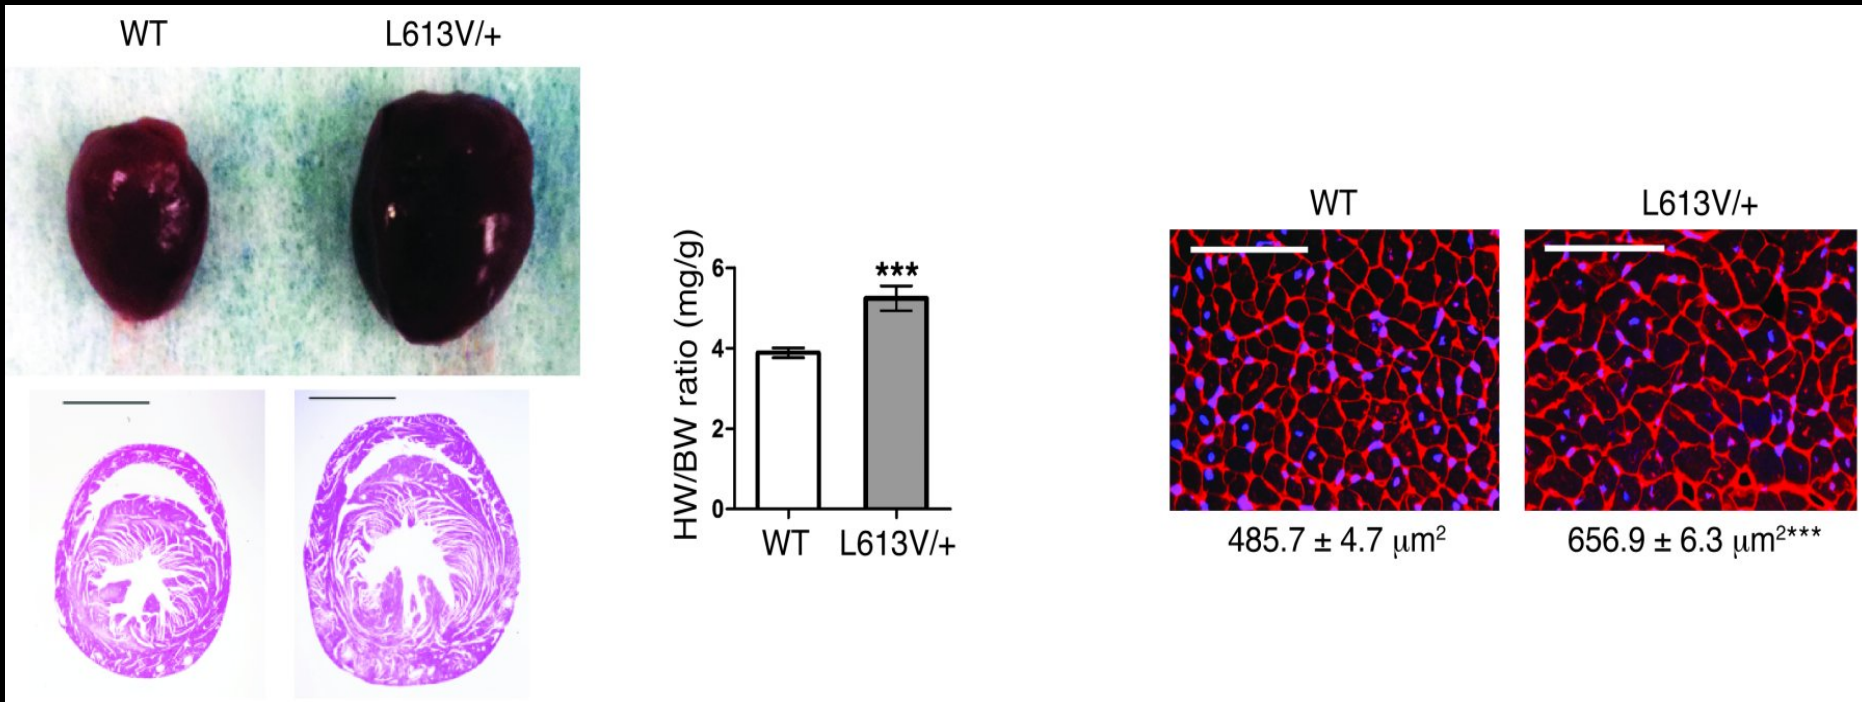 WT
L613V/+
HW/BW ratio (mg/g)
6
4
2
0
***
WT
L613V/+
WT
L613V/+
485.7 ± 4.7 μm²
656.9 ± 6.3 μm²***